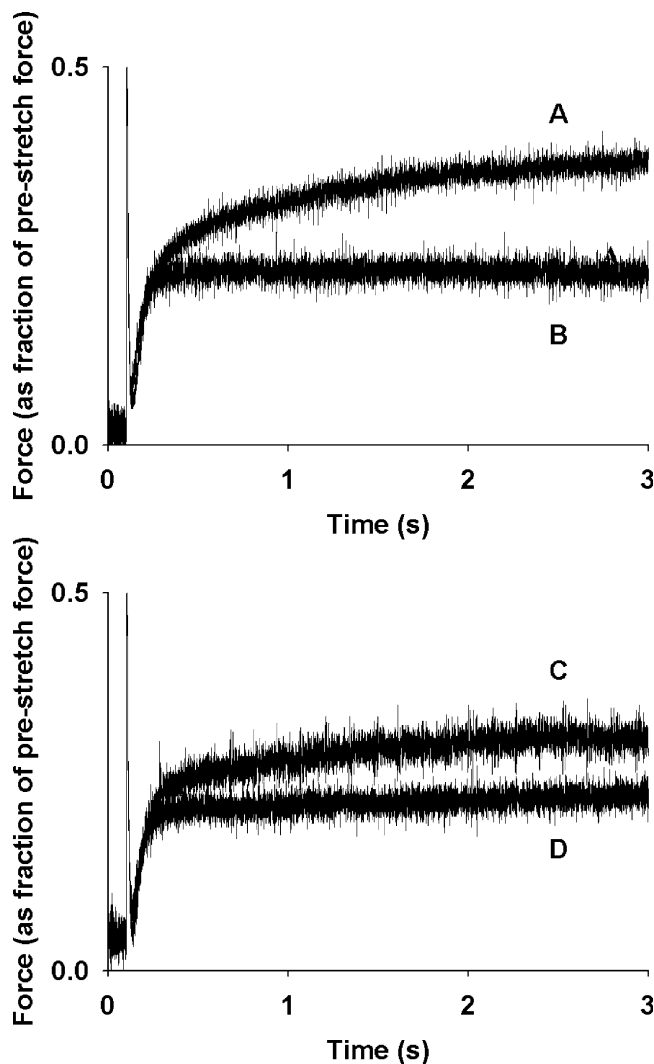 Force (as fraction of pre-stretch force)
0.5
A
B
0.0
0 1 2 3
Time (s)
Force (as fraction of pre-stretch force)
0.5
C
D
0.0
0 1 2 3
Time (s)